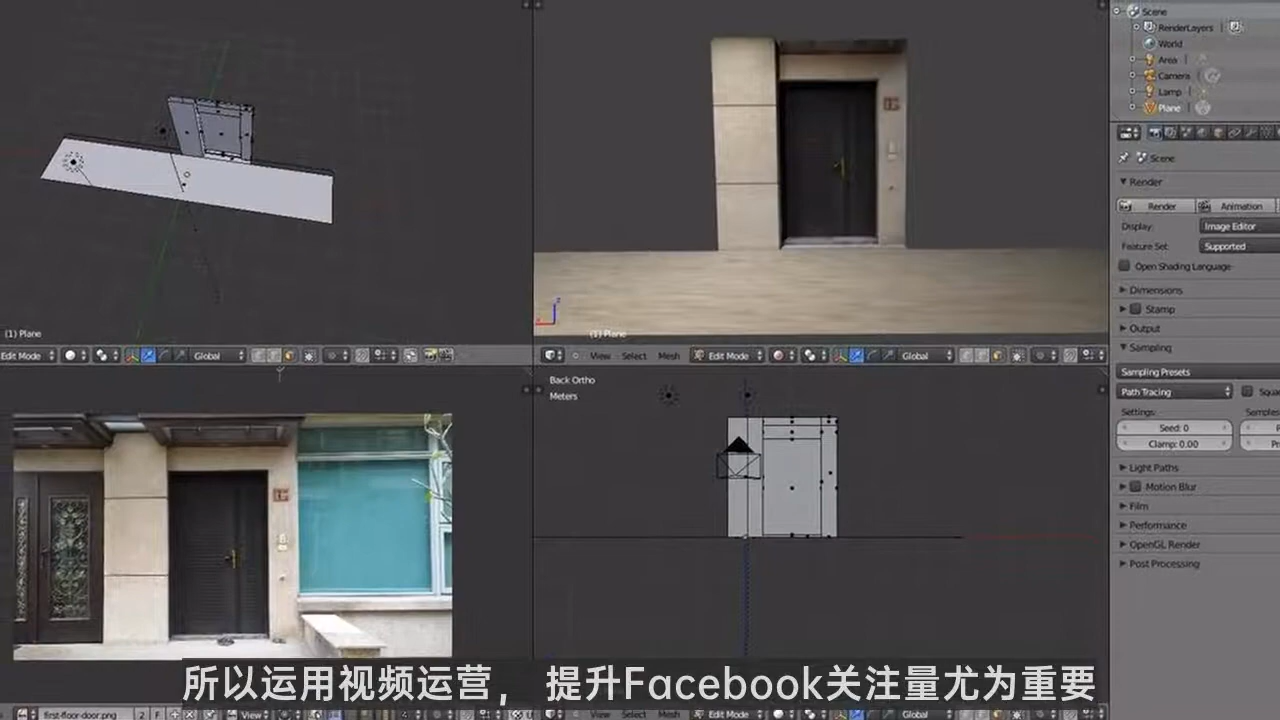 Scene
RenderLayers
World
Area
Camera
Lamp
Plane
(1) Plane
(1) Plane
Edit Mode
Global
View
Select
Mesh
Edit Mode
Global
Scene
Render
Render
Animation
Display:
Image Editor
Feature Set:
Supported
Open Shading Language
Dimensions
Stamp
Output
Sampling
Sampling Presets
Path Tracing
Settings:
Samples
Seed: 0
Clamp: 0.00
Light Paths
Motion Blur
Film
Performance
OpenGL Render
Post Processing
Back Ortho
Meters
所以运用视频运营， 提升Facebook关注量尤为重要
first-floor-door.png
2
F
View
View
Select
Mesh
Edit Mode
Global